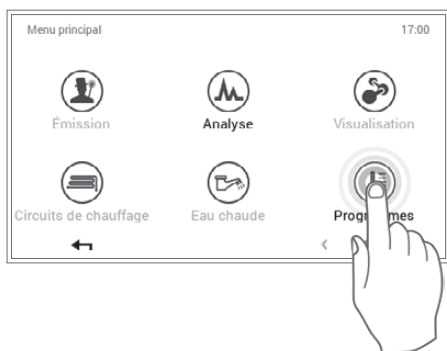 Menu principal 17:00
Émission Analyse Visualisation
Circuits de chauffage Eau chaude Programmes